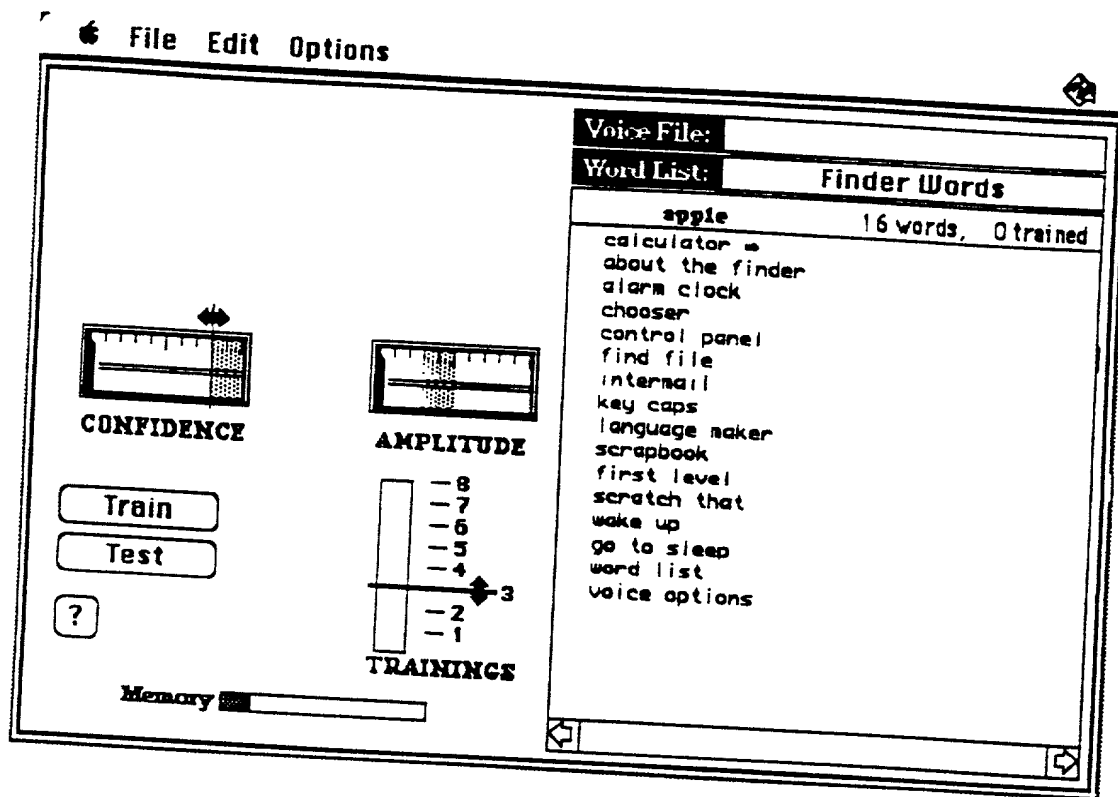 File Edit Options
Voice File:
Word List: Finder Words
apple 16 words, 0 trained
calculator ⇒
about the finder
alarm clock
chooser
control panel
find file
intermail
key caps
language maker
scrapbook
first level
scratch that
wake up
go to sleep
word list
voice options
CONFIDENCE
AMPLITUDE
Train
Test
?
8
7
6
5
4
3
2
1
TRAININGS
Memory